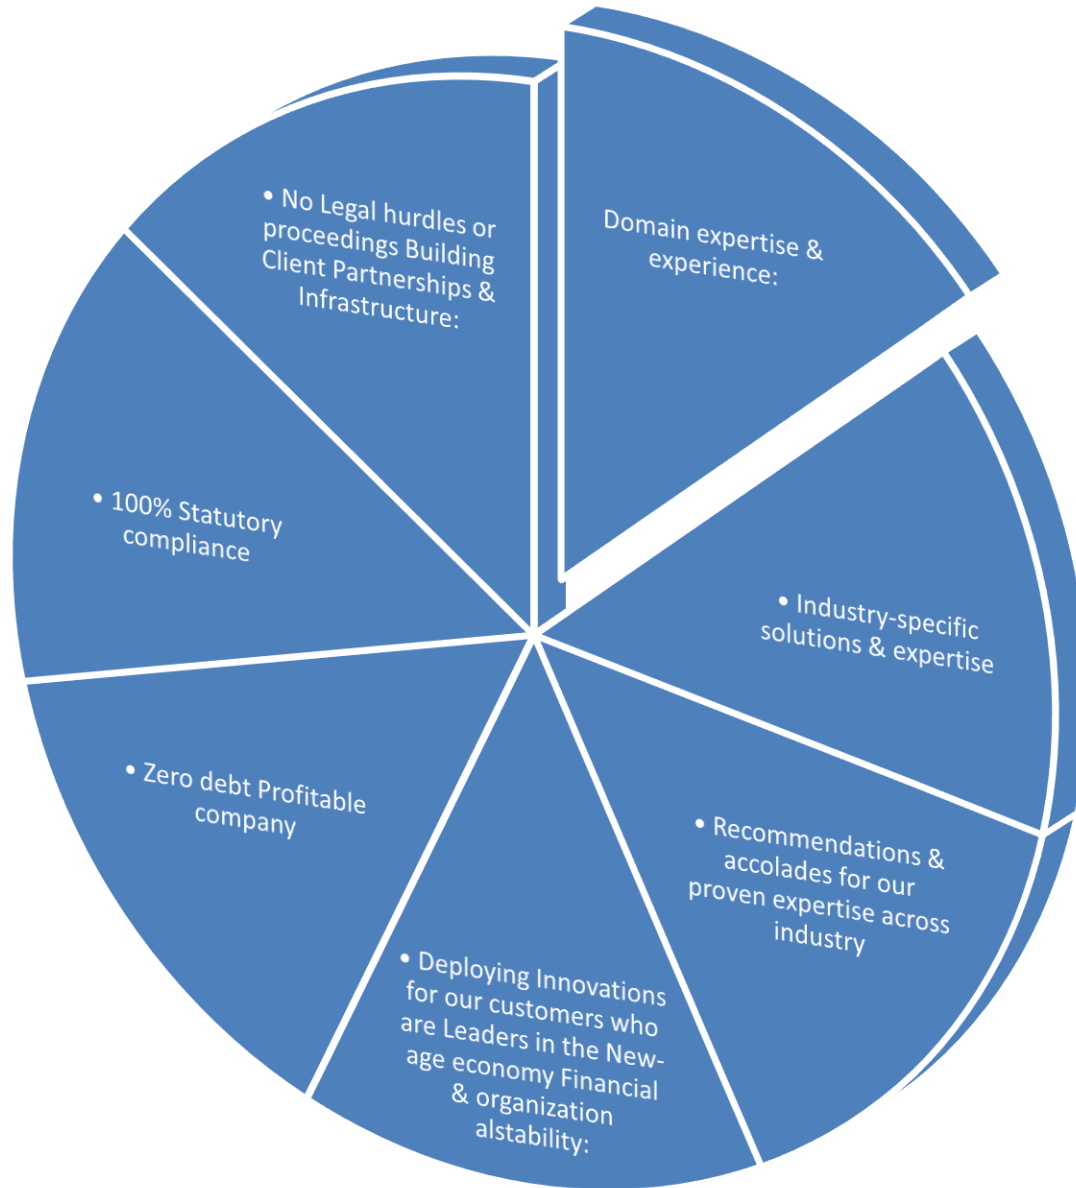 Domain expertise &
experience:
• Industry-specific
solutions & expertise
• Recommendations &
accolades for our
proven expertise across
industry
• Deploying Innovations
for our customers who
are Leaders in the New-
age economy Financial
& organization
alstability:
• Zero debt Profitable
company
• 100% Statutory
compliance
• No Legal hurdles or
proceedings Building
Client Partnerships &
Infrastructure: